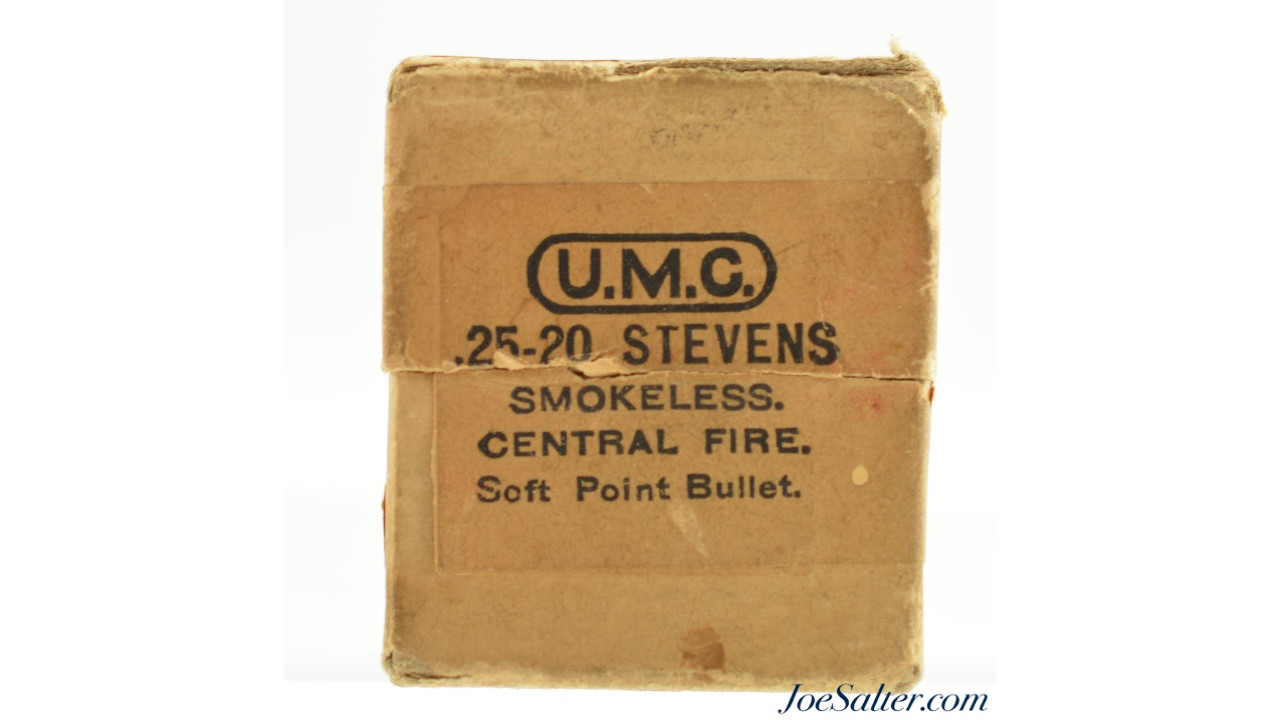 U.M.C.
.25-20 STEVENS
SMOKELESS.
CENTRAL FIRE.
Soft Point Bullet.
JoeSalter.com